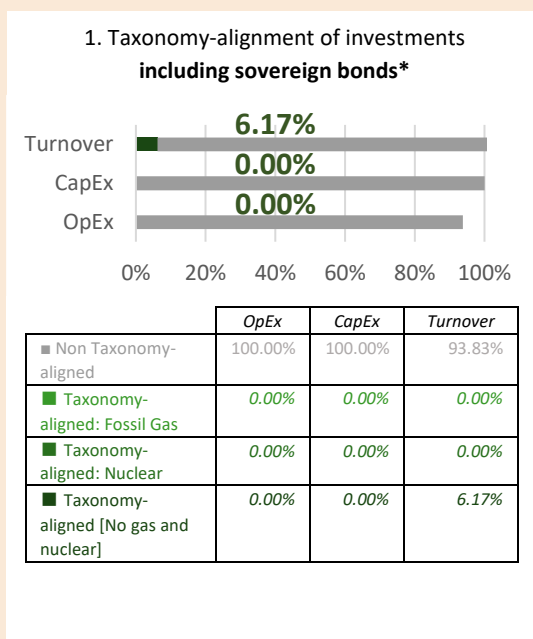 1. Taxonomy-alignment of investments
including sovereign bonds*
6.17%
Turnover
0.00%
CapEx
0.00%
OpEx
0% 20% 40% 60% 80% 100%
OpEx CapEx Turnover
■ Non Taxonomy- 100.00% 100.00% 93.83%
aligned
■ Taxonomy- 0.00% 0.00% 0.00%
aligned: Fossil Gas
■ Taxonomy- 0.00% 0.00% 0.00%
aligned: Nuclear
■ Taxonomy- 0.00% 0.00% 6.17%
aligned [No gas and
nuclear]